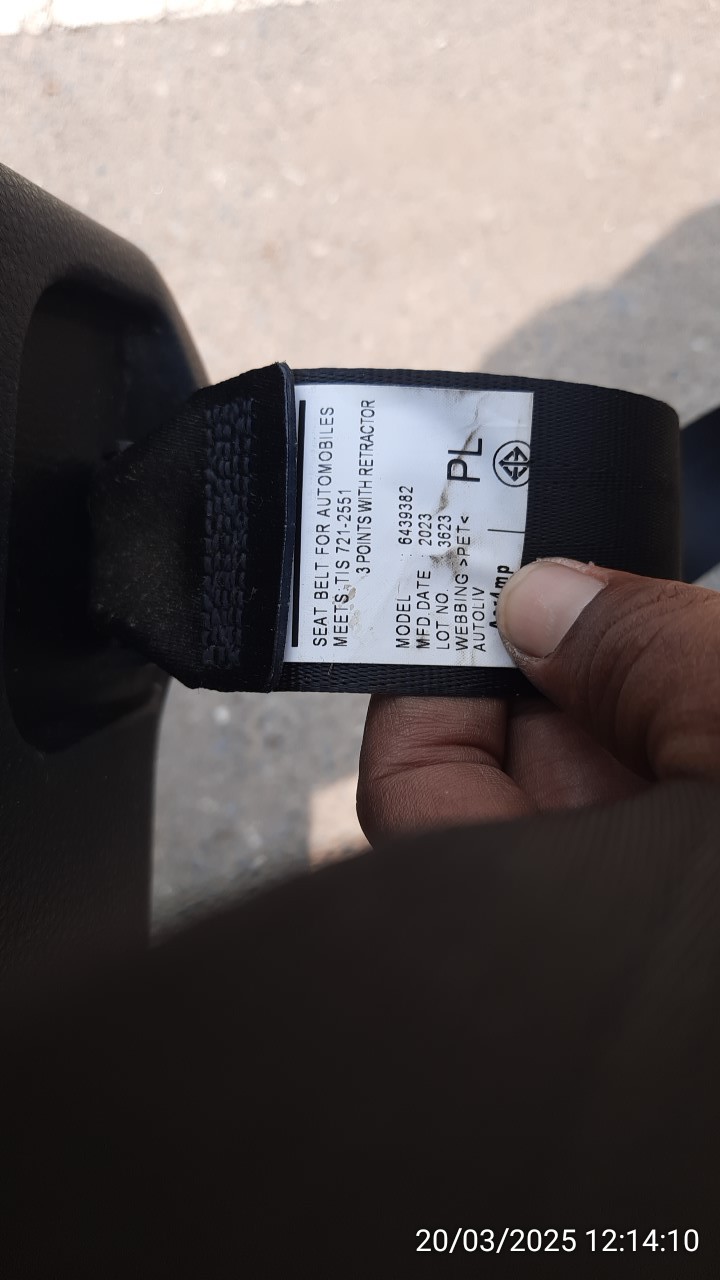 SEAT BELT FOR AUTOMOBILES
MEETS. TIS 721-2551
3 POINTS WITH RETRACTOR
MODEL : 6439382
MFD. DATE : 2023
LOT NO. 3623
WEBBING >PET<
PL
AUTOLIV
20/03/2025 12:14:10